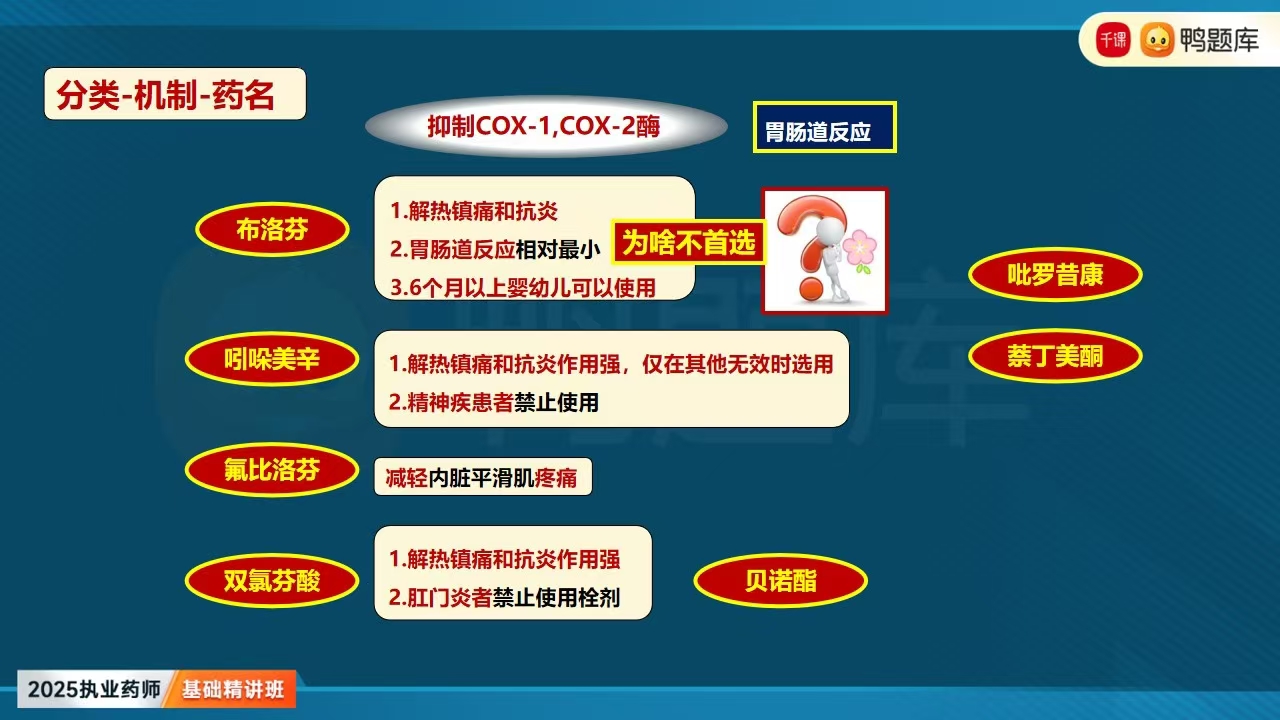 千课 鸭题库
分类-机制-药名
抑制COX-1,COX-2酶
胃肠道反应
布洛芬
1.解热镇痛和抗炎
2.胃肠道反应相对最小
3.6个月以上婴幼儿可以使用
为啥不首选
吡罗昔康
吲哚美辛
1.解热镇痛和抗炎作用强，仅在其他无效时选用
2.精神疾患者禁止使用
萘丁美酮
氟比洛芬
减轻内脏平滑肌疼痛
双氯芬酸
1.解热镇痛和抗炎作用强
2.肛门炎者禁止使用栓剂
贝诺酯
鸭题库
2025执业药师 基础精讲班